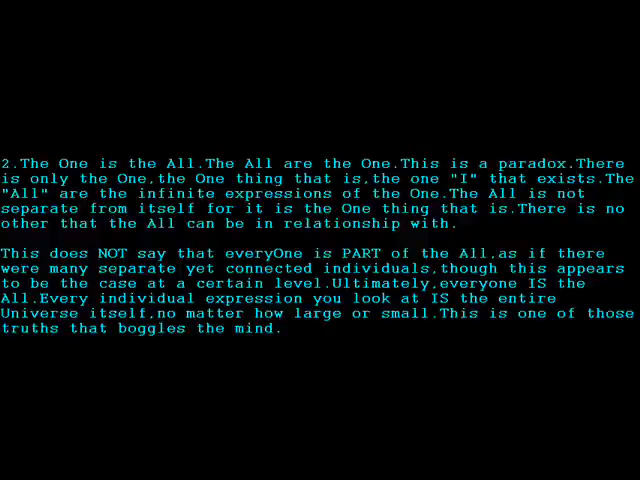 2.The One is the All.The All are the One.This is a paradox.There
is only the One,the One thing that is,the one "I" that exists.The
"All" are the infinite expressions of the One.The All is not
separate from itself for it is the One thing that is.There is no
other that the All can be in relationship with.
This does NOT say that everyOne is PART of the All,as if there
were many separate yet connected individuals,though this appears
to be the case at a certain level.Ultimately,everyone IS the
All.Every individual expression you look at IS the entire
Universe itself,no matter how large or small.This is one of those
truths that boggles the mind.